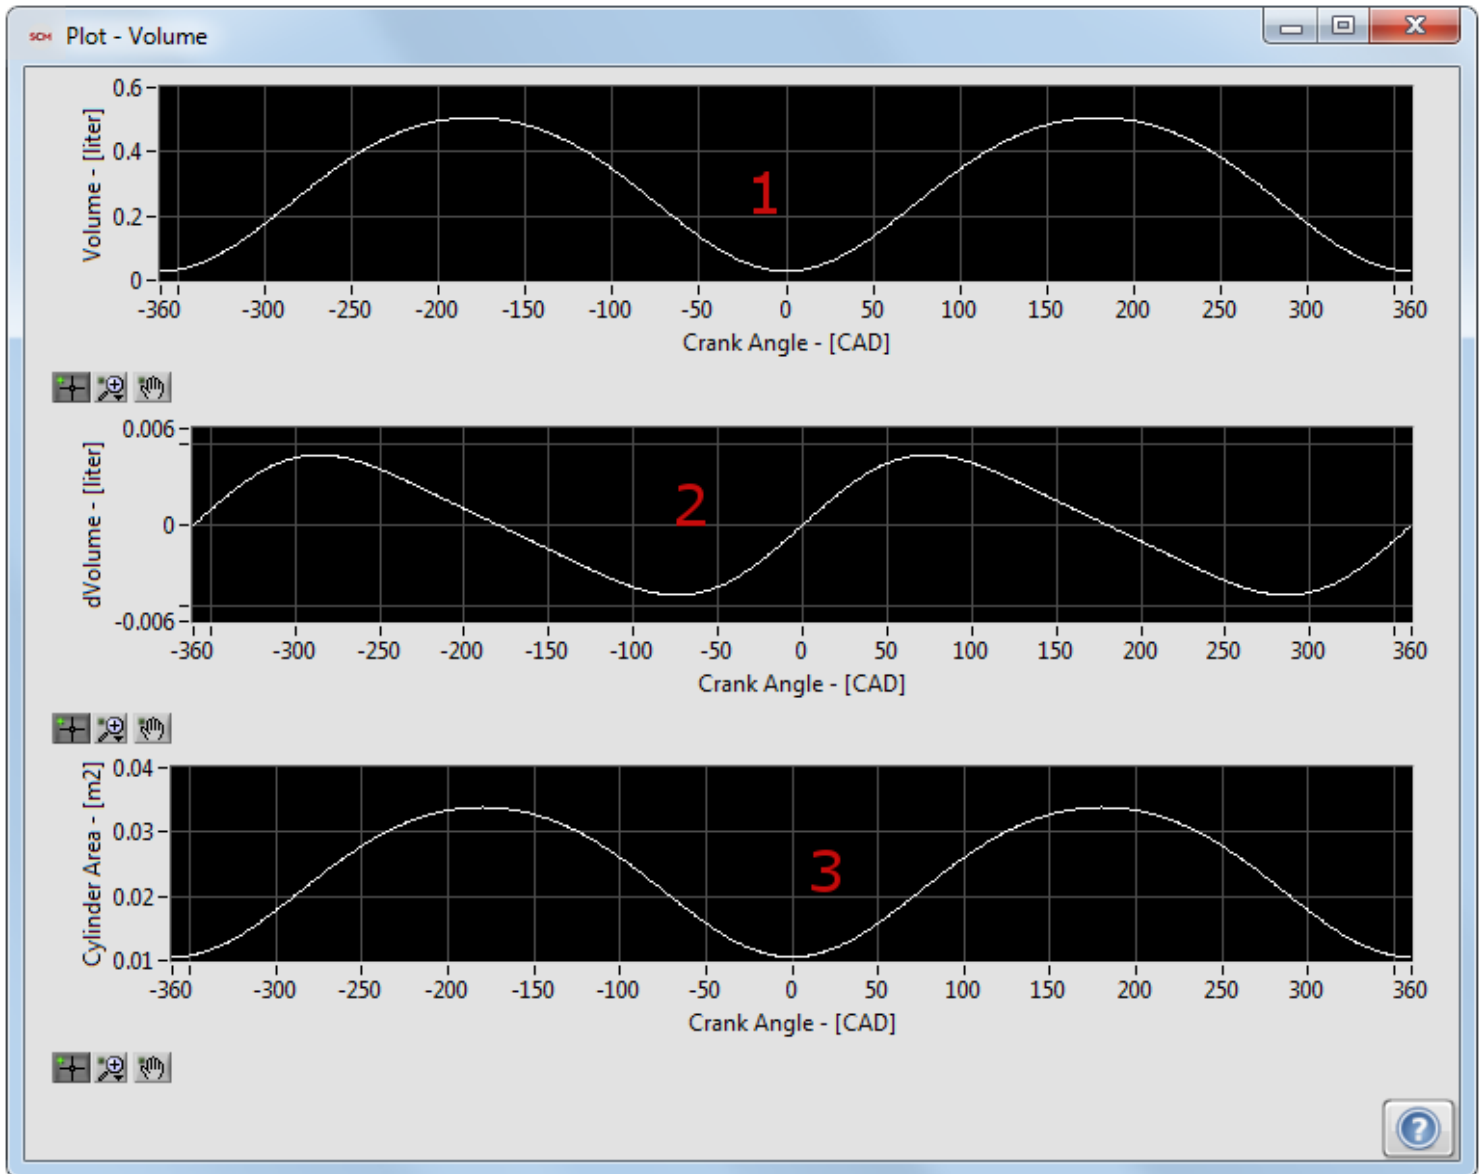 SCM Plot - Volume
Volume - [liter]
0.6
0.4
0.2
0
1
-360 -300 -250 -200 -150 -100 -50 0 50 100 150 200 250 300 360
Crank Angle - [CAD]
dVolume - [liter]
0.006
0
-0.006
2
-360 -300 -250 -200 -150 -100 -50 0 50 100 150 200 250 300 360
Crank Angle - [CAD]
Cylinder Area - [m2]
0.04
0.03
0.02
0.01
3
-360 -300 -250 -200 -150 -100 -50 0 50 100 150 200 250 300 360
Crank Angle - [CAD]
?